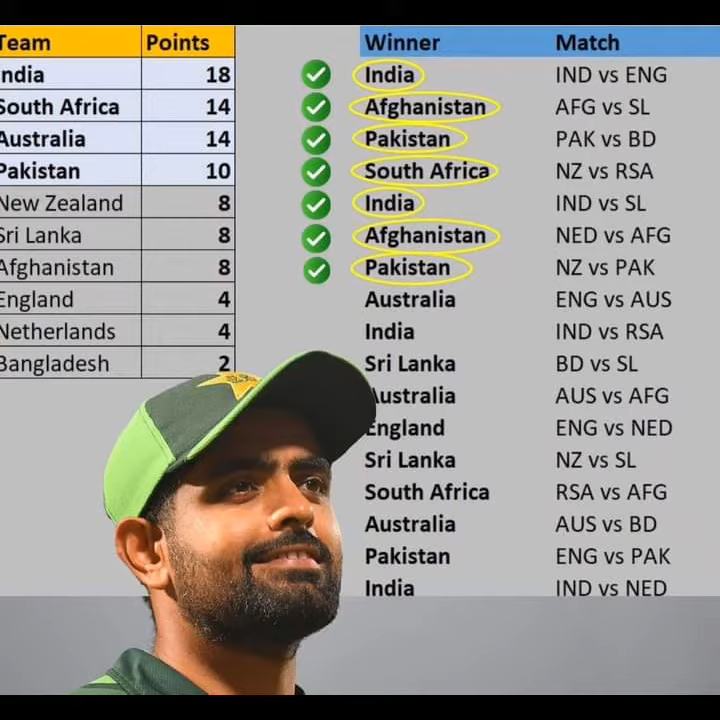 Team Points
ndia 18
South Africa 14
Australia 14
Pakistan 10
New Zealand 8
Sri Lanka 8
Afghanistan 8
England 4
Netherlands 4
Bangladesh 2
Winner Match
India IND vs ENG
Afghanistan AFG vs SL
Pakistan PAK vs BD
South Africa NZ vs RSA
India IND vs SL
Afghanistan NED vs AFG
Pakistan NZ vs PAK
Australia ENG vs AUS
India IND vs RSA
Sri Lanka BD vs SL
Australia AUS vs AFG
England ENG vs NED
Sri Lanka NZ vs SL
South Africa RSA vs AFG
Australia AUS vs BD
Pakistan ENG vs PAK
India IND vs NED